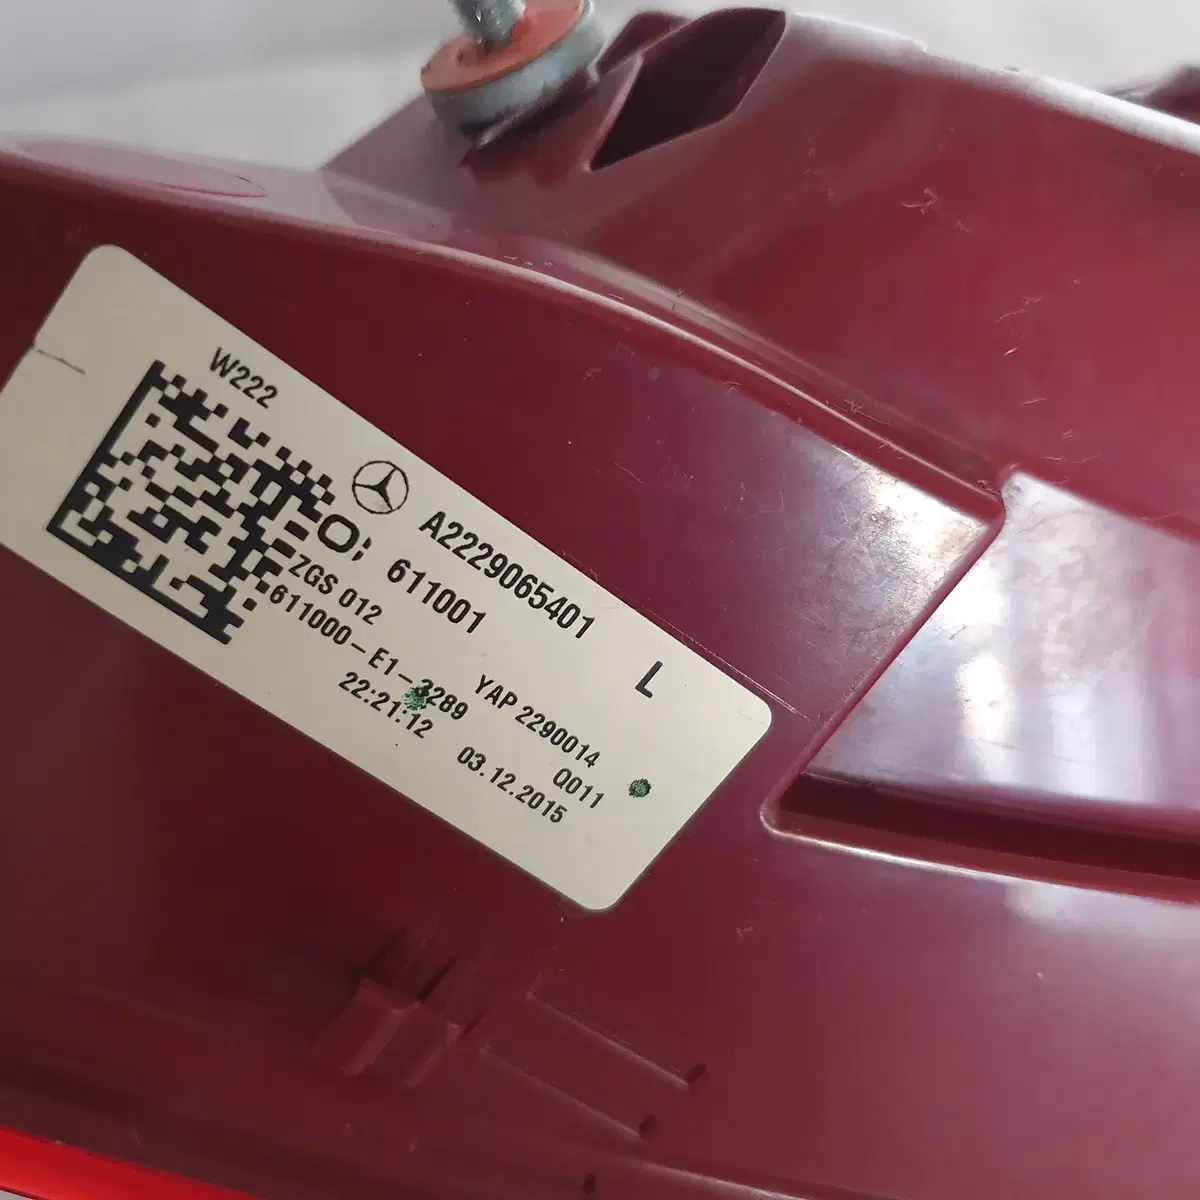 W222
A2229065401
611001 L
ZGS 012
611000-E1-3289 YAP 2290014
22:21:12 Q011
03.12.2015